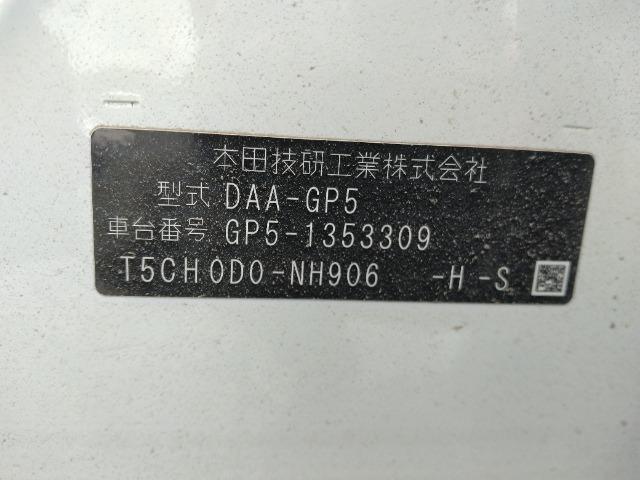 本田技研工業株式会社
型式 DAA-GP5
車台番号 GP5-1353309
T5CH0D0-NH906 -H -S